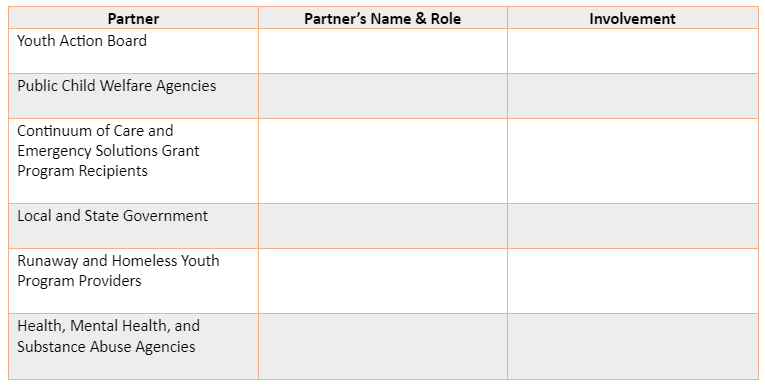 Partner Partner’s Name & Role Involvement
Youth Action Board
Public Child Welfare Agencies
Continuum of Care and
Emergency Solutions Grant
Program Recipients
Local and State Government
Runaway and Homeless Youth
Program Providers
Health, Mental Health, and
Substance Abuse Agencies